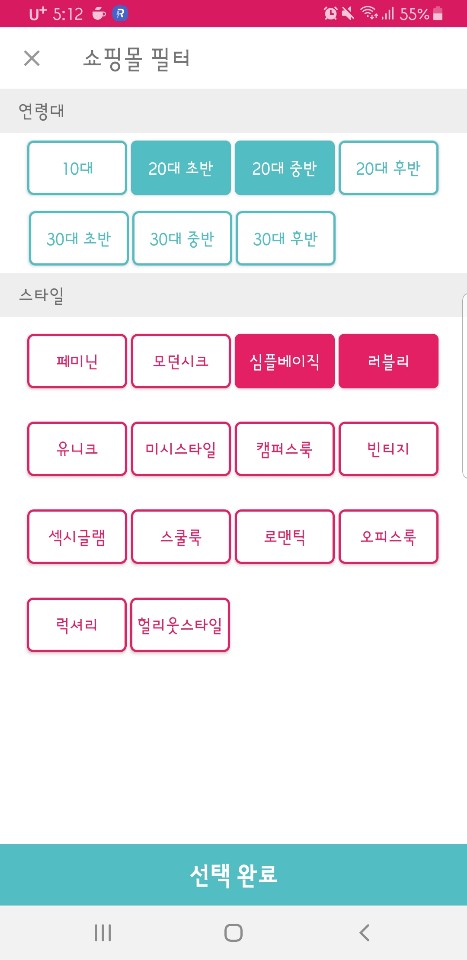 U+ 5:12 R 55%
쇼핑몰 필터
연령대
10대 20대 초반 20대 중반 20대 후반
30대 초반 30대 중반 30대 후반
스타일
페미닌 모던시크 심플베이직 러블리
유니크 미시스타일 캠퍼스룩 빈티지
섹시글램 스쿨룩 로맨틱 오피스룩
럭셔리 헐리웃스타일
선택 완료